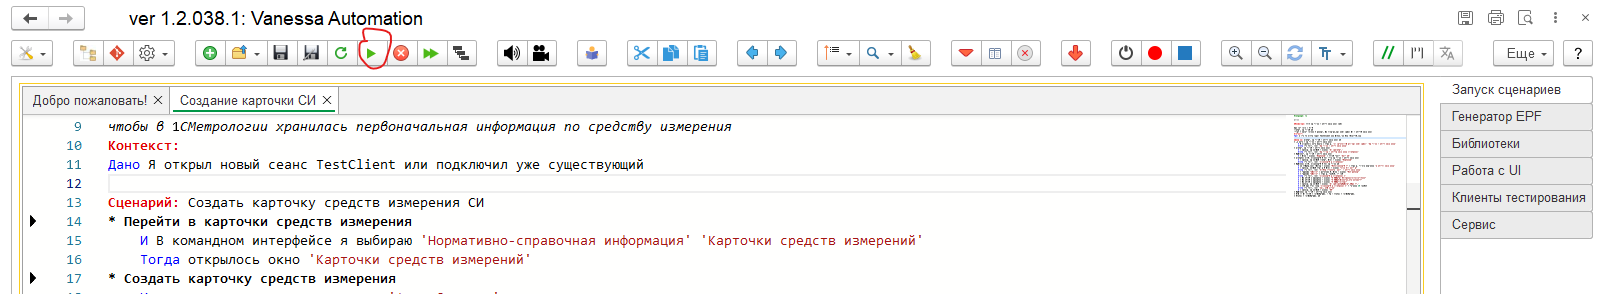 ver 1.2.038.1: Vanessa Automation
Еще ?
Добро пожаловать! Создание карточки СИ
9 чтобы в 1СМетрологии хранилась первоначальная информация по средству измерения
10 Контекст:
11 Дано Я открыл новый сеанс TestClient или подключил уже существующий
12
13 Сценарий: Создать карточку средств измерения СИ
14 * Перейти в карточки средств измерения
15 И В командном интерфейсе я выбираю 'Нормативно-справочная информация' 'Карточки средств измерений'
16 Тогда открылось окно 'Карточки средств измерений'
17 * Создать карточку средств измерения
Запуск сценариев
Генератор EPF
Библиотеки
Работа с UI
Клиенты тестирования
Сервис